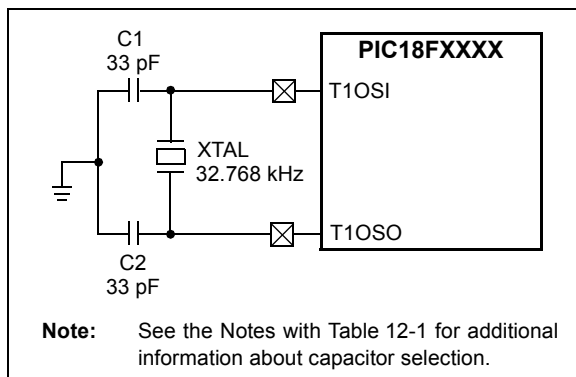 C1
33 pF
PIC18FXXXX
T1OSI
XTAL
32.768 kHz
T1OSO
C2
33 pF
Note: See the Notes with Table 12-1 for additional
information about capacitor selection.